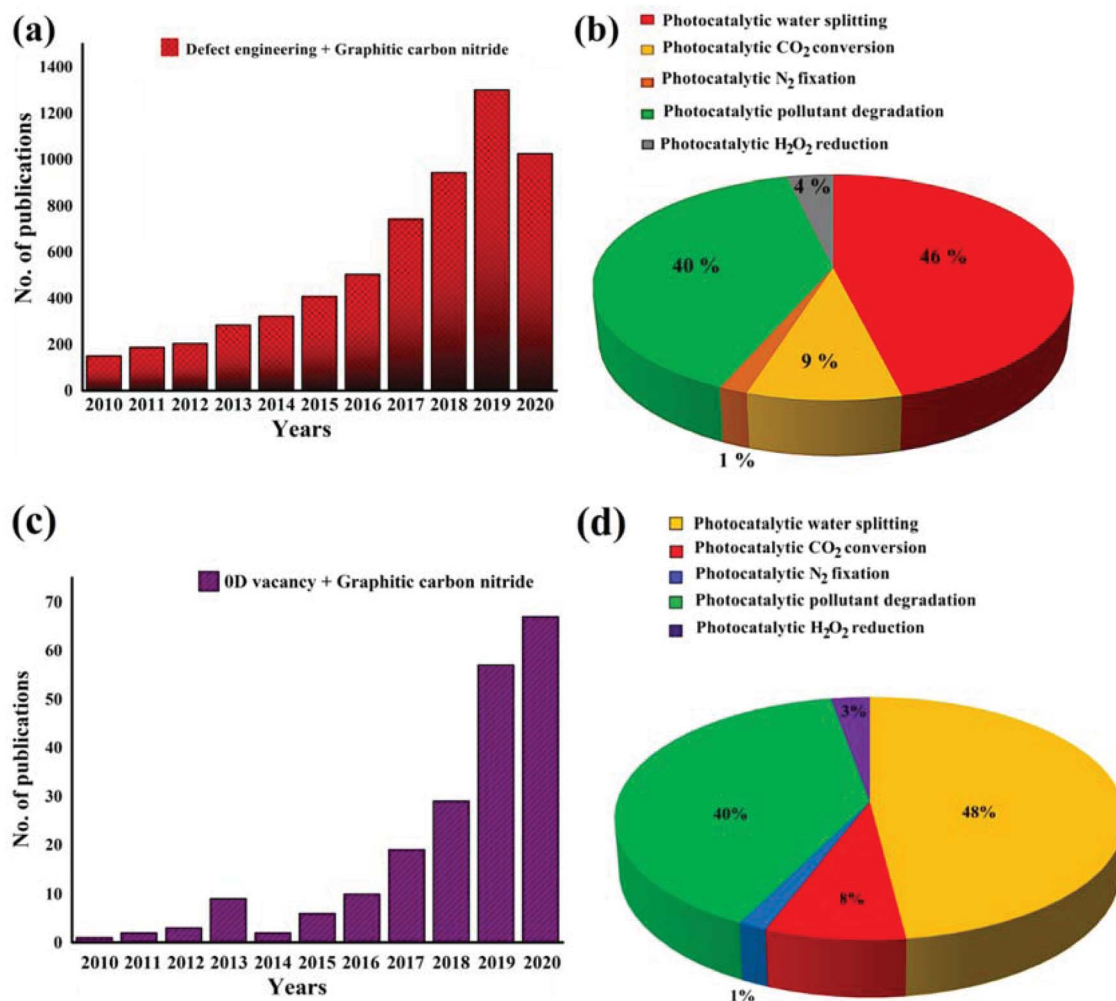 (a)
Defect engineering + Graphitic carbon nitride
No. of publications
1400
1200
1000
800
600
400
200
0
2010 2011 2012 2013 2014 2015 2016 2017 2018 2019 2020
Years
(b)
Photocatalytic water splitting
Photocatalytic CO₂ conversion
Photocatalytic N₂ fixation
Photocatalytic pollutant degradation
Photocatalytic H₂O₂ reduction
4 %
40 %
46 %
9 %
1 %
(c)
0D vacancy + Graphitic carbon nitride
No. of publications
70
60
50
40
30
20
10
0
2010 2011 2012 2013 2014 2015 2016 2017 2018 2019 2020
Years
(d)
Photocatalytic water splitting
Photocatalytic CO₂ conversion
Photocatalytic N₂ fixation
Photocatalytic pollutant degradation
Photocatalytic H₂O₂ reduction
3%
40%
48%
8%
1%